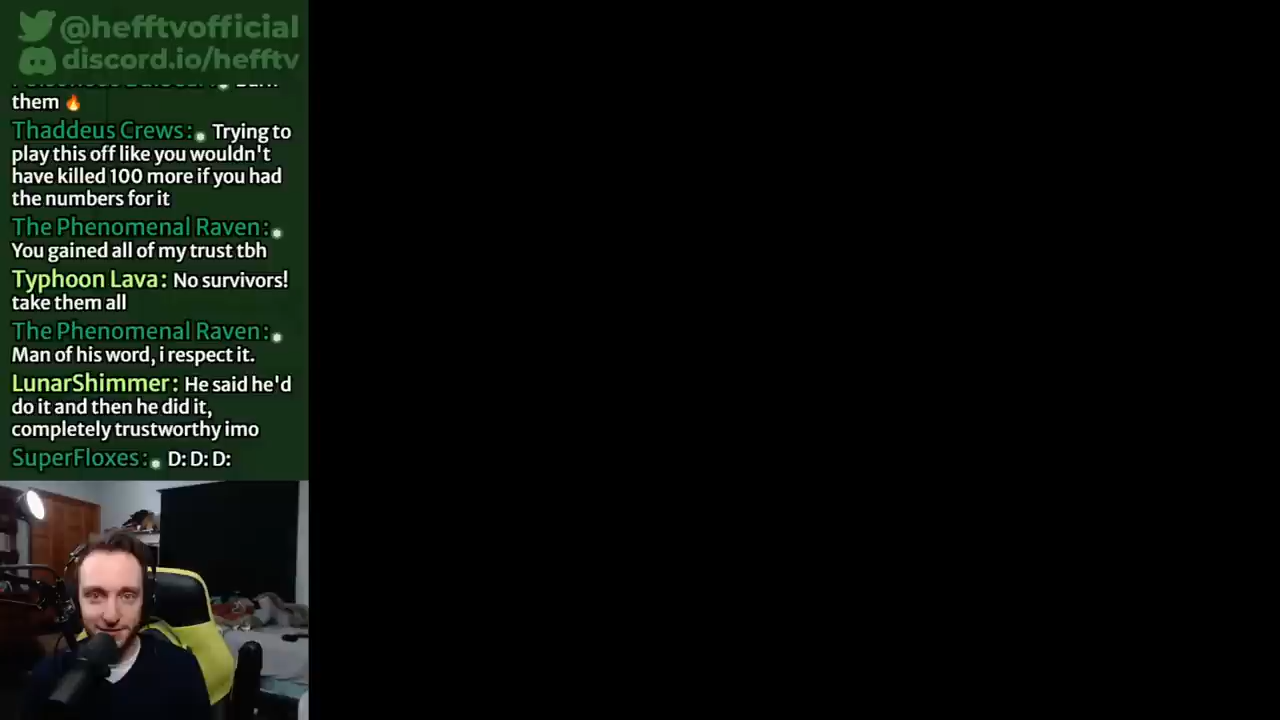 @hefftvofficial
discord.io/hefftv
them 🔥
Thaddeus Crews: Trying to
play this off like you wouldn't
have killed 100 more if you had
the numbers for it
The Phenomenal Raven:
You gained all of my trust tbh
Typhoon Lava: No survivors!
take them all
The Phenomenal Raven:
Man of his word, i respect it.
LunarShimmer: He said he'd
do it and then he did it,
completely trustworthy imo
SuperFloxes: D: D: D: